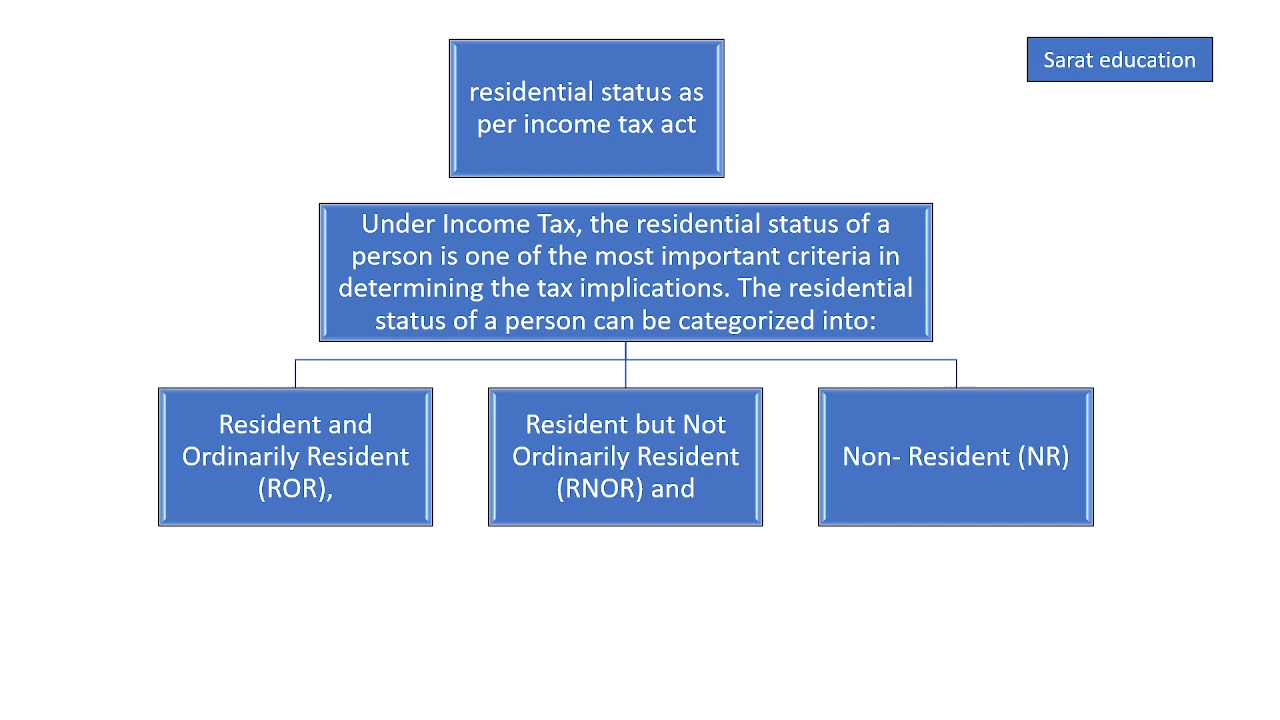 Sarat education
residential status as
per income tax act
Under Income Tax, the residential status of a
person is one of the most important criteria in
determining the tax implications. The residential
status of a person can be categorized into:
Resident and
Ordinarily Resident
(ROR),
Resident but Not
Ordinarily Resident
(RNOR) and
Non- Resident (NR)